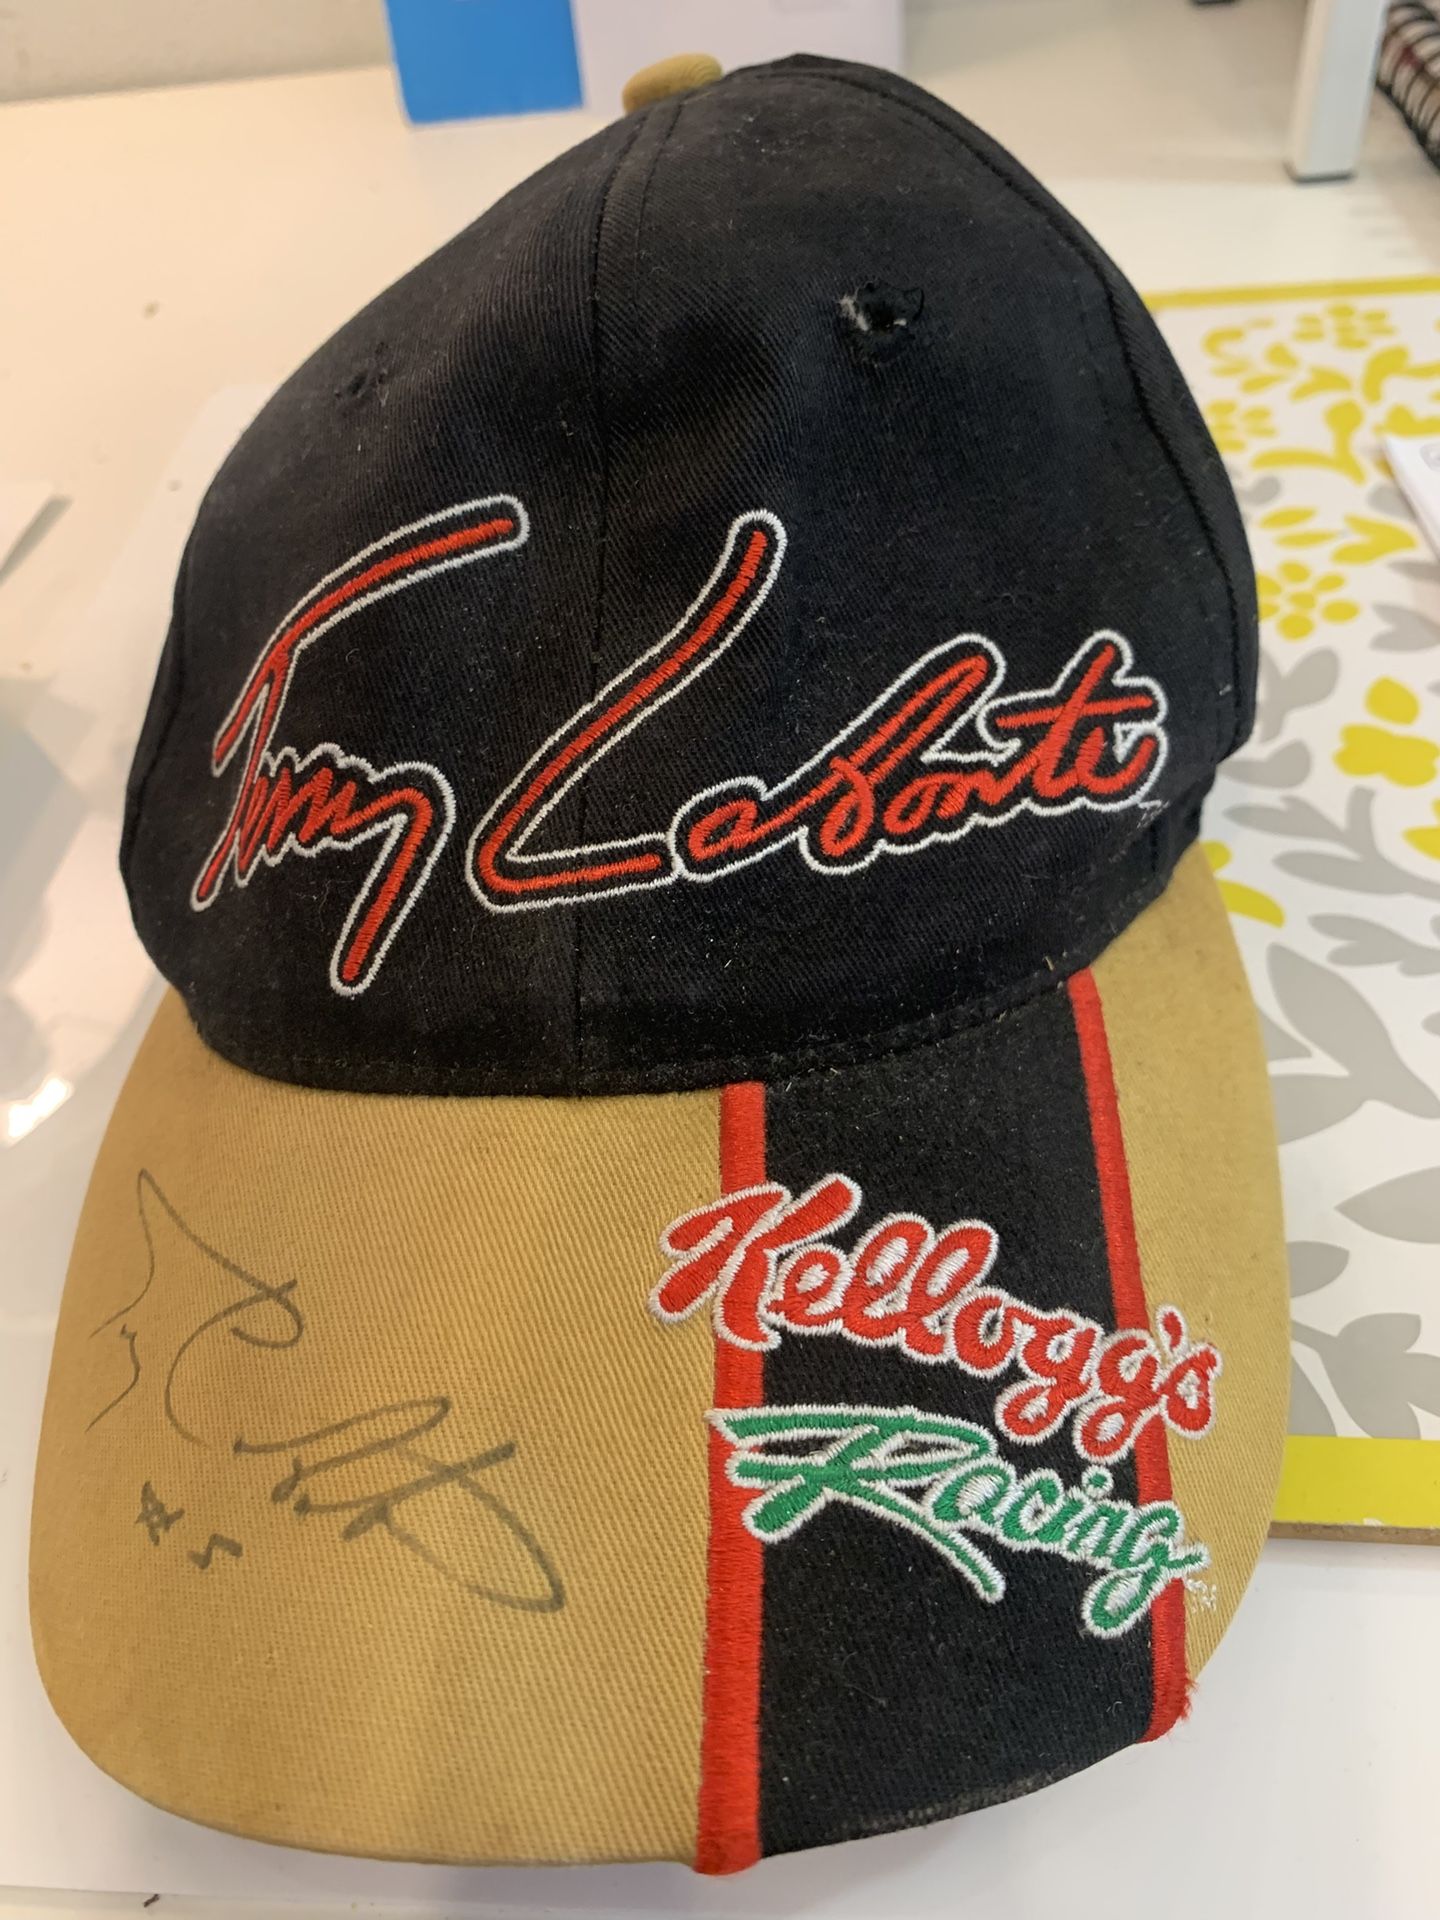 Terry Labonte
Kellogg's
Racing
#5